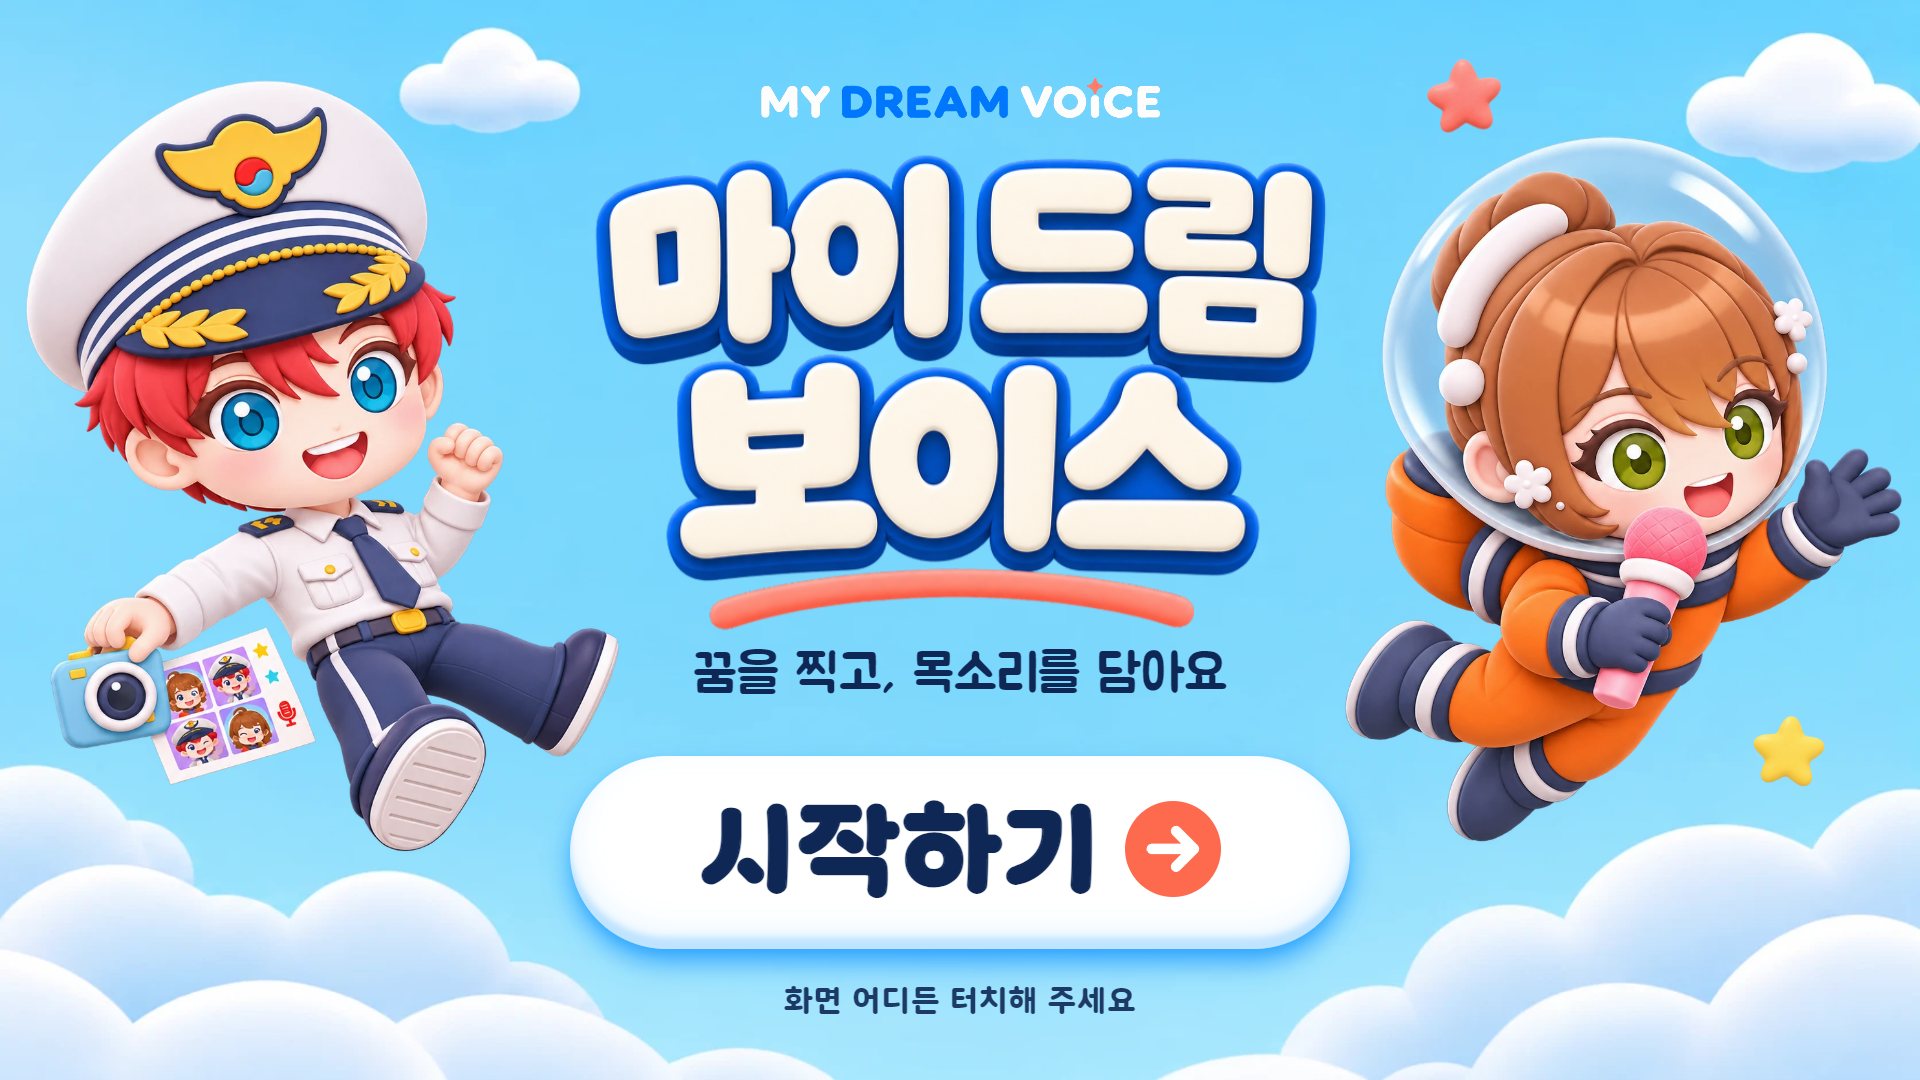 MY DREAM VOICE
마이 드림
보이스
꿈을 찍고, 목소리를 담아요
시작하기
화면 어디든 터치해 주세요